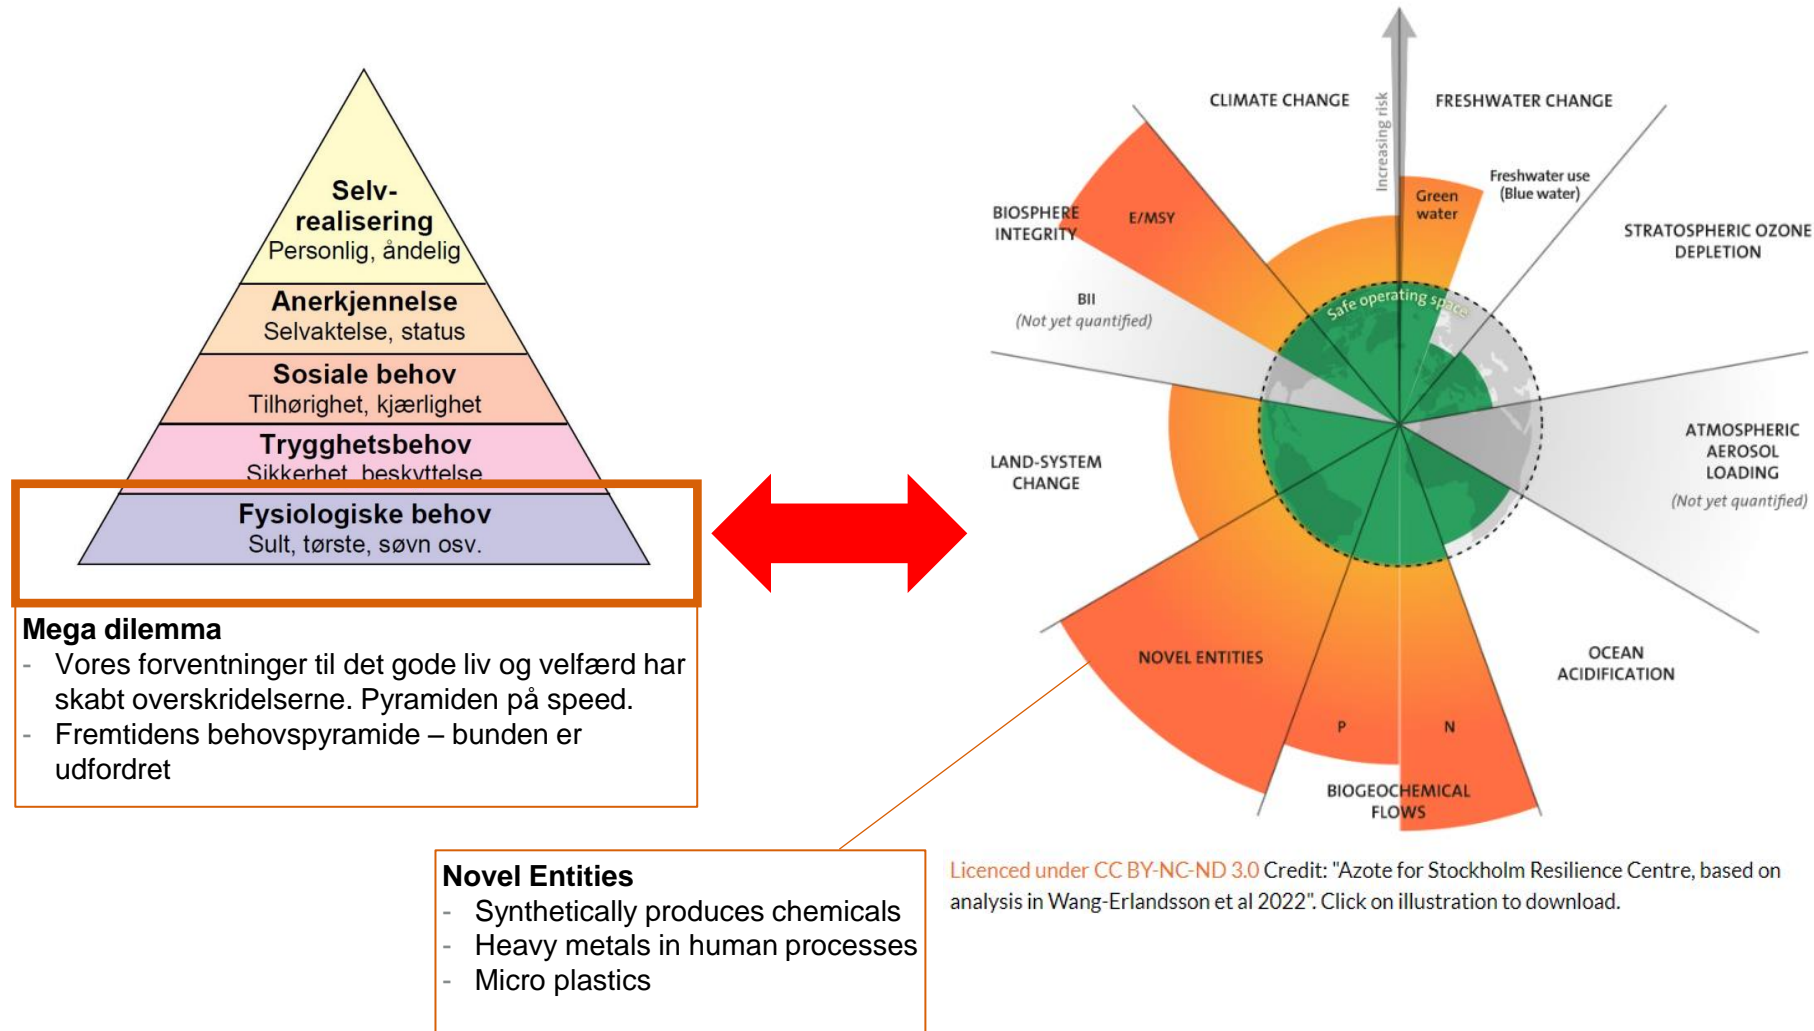 Selv-
realisering
Personlig, åndelig
Anerkjennelse
Selvaktelse, status
Sosiale behov
Tilhørighet, kjærlighet
Trygghetsbehov
Sikkerhet, beskyttelse
Fysiologiske behov
Sult, tørste, søvn osv.
Mega dilemma
- Vores forventninger til det gode liv og velfærd har
skabt overskridelserne. Pyramiden på speed.
- Fremtidens behovspyramide – bunden er
udfordret
Novel Entities
- Synthetically produces chemicals
- Heavy metals in human processes
- Micro plastics
Increasing risk
CLIMATE CHANGE
FRESHWATER CHANGE
Green
water
Freshwater use
(Blue water)
STRATOSPHERIC OZONE
DEPLETION
BIOSPHERE
INTEGRITY
E/MSY
BII
(Not yet quantified)
Safe operating space
ATMOSPHERIC
AEROSOL
LOADING
(Not yet quantified)
LAND-SYSTEM
CHANGE
OCEAN
ACIDIFICATION
NOVEL ENTITIES
P
N
BIOGEOCHEMICAL
FLOWS
Licenced under CC BY-NC-ND 3.0 Credit: "Azote for Stockholm Resilience Centre, based on
analysis in Wang-Erlandsson et al 2022". Click on illustration to download.